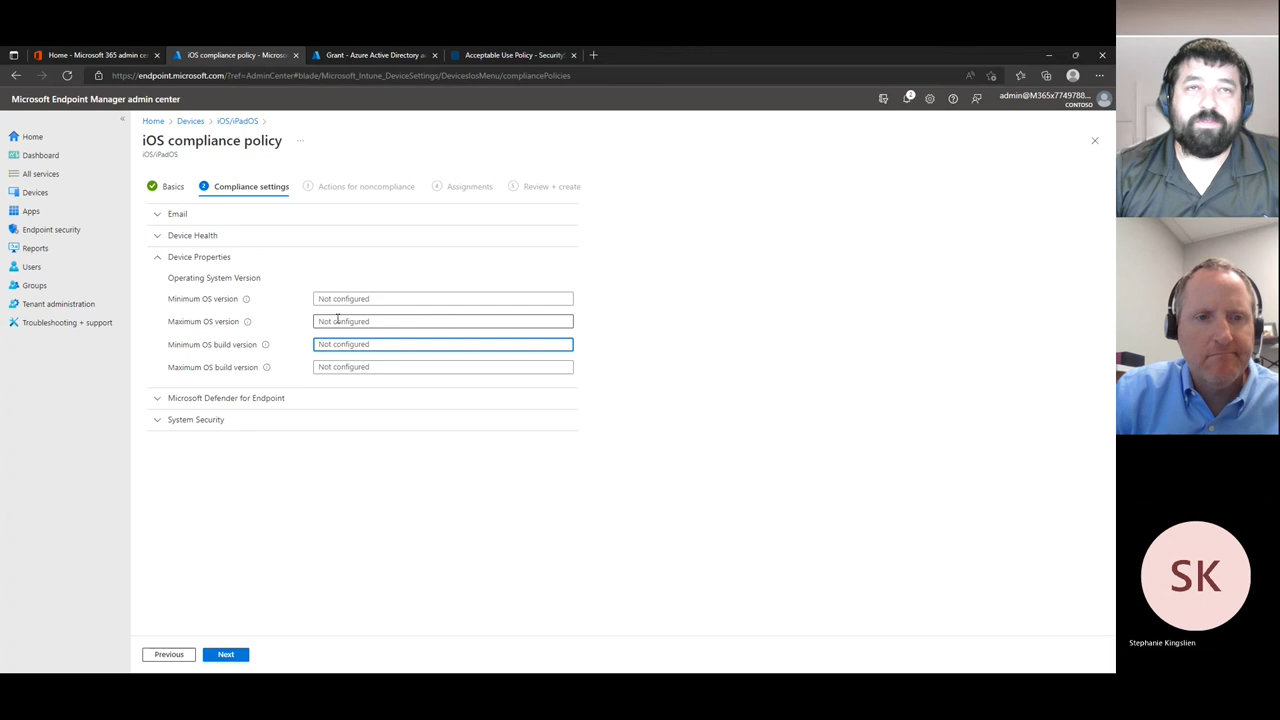 Home - Microsoft 365 admin cen
iOS compliance policy - Microso
Grant - Azure Active Directory a
Acceptable Use Policy - Security
https://endpoint.microsoft.com/?ref=AdminCenter#blade/Microsoft_Intune_DeviceSettings/DevicesIosMenu/compliancePolicies
Microsoft Endpoint Manager admin center
2
admin@M365x7749788...
CONTOSO
Home
Dashboard
All services
Devices
Apps
Endpoint security
Reports
Users
Groups
Tenant administration
Troubleshooting + support
Home > Devices > iOS/iPadOS >
iOS compliance policy ...
iOS/iPadOS
Basics
2 Compliance settings
3 Actions for noncompliance
4 Assignments
5 Review + create
Email
Device Health
Device Properties
Operating System Version
Minimum OS version Not configured
Maximum OS version Not configured
Minimum OS build version Not configured
Maximum OS build version Not configured
Microsoft Defender for Endpoint
System Security
Previous
Next
SK
Stephanie Kingslien